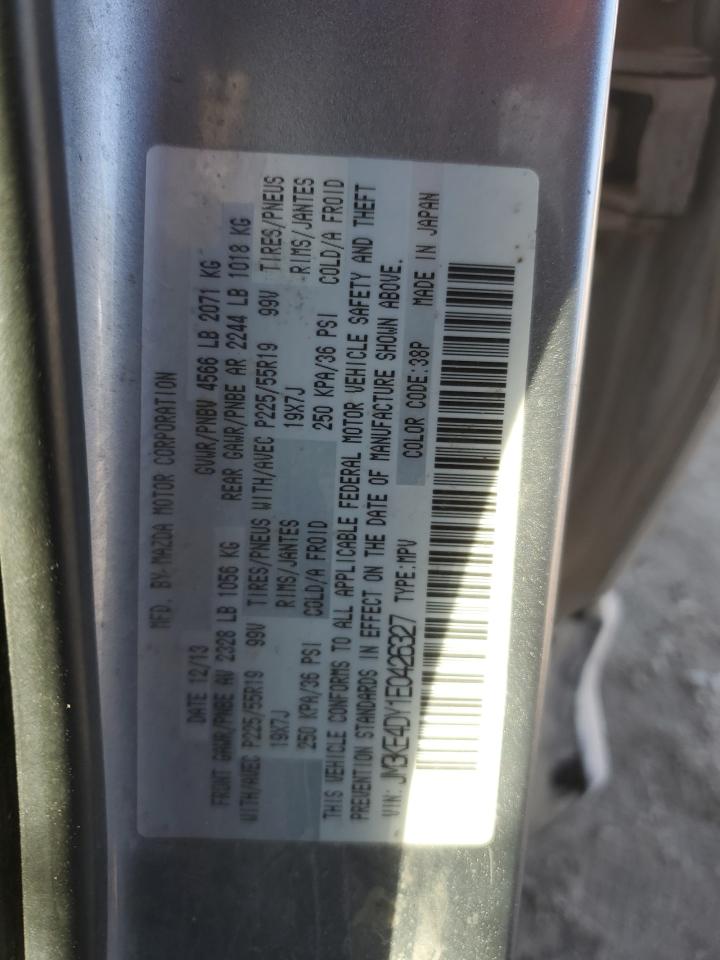 MFD. BY MAZDA MOTOR CORPORATION
DATE 12/13 GVWR/PNBV 4566 LB 2071 KG
FRONT GAWR/PNBE AV 2328 LB 1056 KG REAR GAWR/PNBE AR 2244 LB 1018 KG
WITH/AVEC P225/55R19 99V TIRES/PNEUS WITH/AVEC P225/55R19 99V TIRES/PNEUS
19X7J RIMS/JANTES 19X7J RIMS/JANTES
250 KPA/36 PSI COLD/A FROID 250 KPA/36 PSI COLD/A FROID
THIS VEHICLE CONFORMS TO ALL APPLICABLE FEDERAL MOTOR VEHICLE SAFETY AND THEFT
PREVENTION STANDARDS IN EFFECT ON THE DATE OF MANUFACTURE SHOWN ABOVE.
VIN: JM3KE4DY1E0426327 TYPE:MPV COLOR CODE:38P MADE IN JAPAN